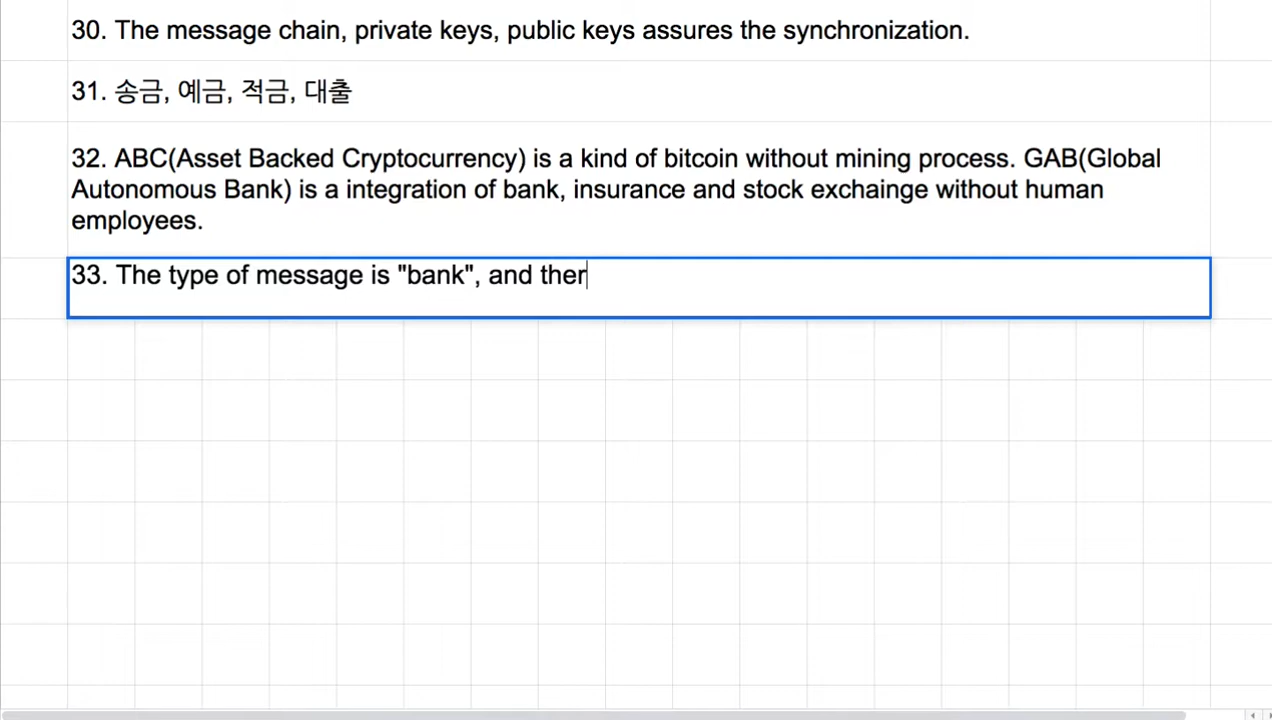 30. The message chain, private keys, public keys assures the synchronization.
31. 송금, 예금, 적금, 대출
32. ABC(Asset Backed Cryptocurrency) is a kind of bitcoin without mining process. GAB(Global
Autonomous Bank) is a integration of bank, insurance and stock exchainge without human
employees.
33. The type of message is "bank", and ther